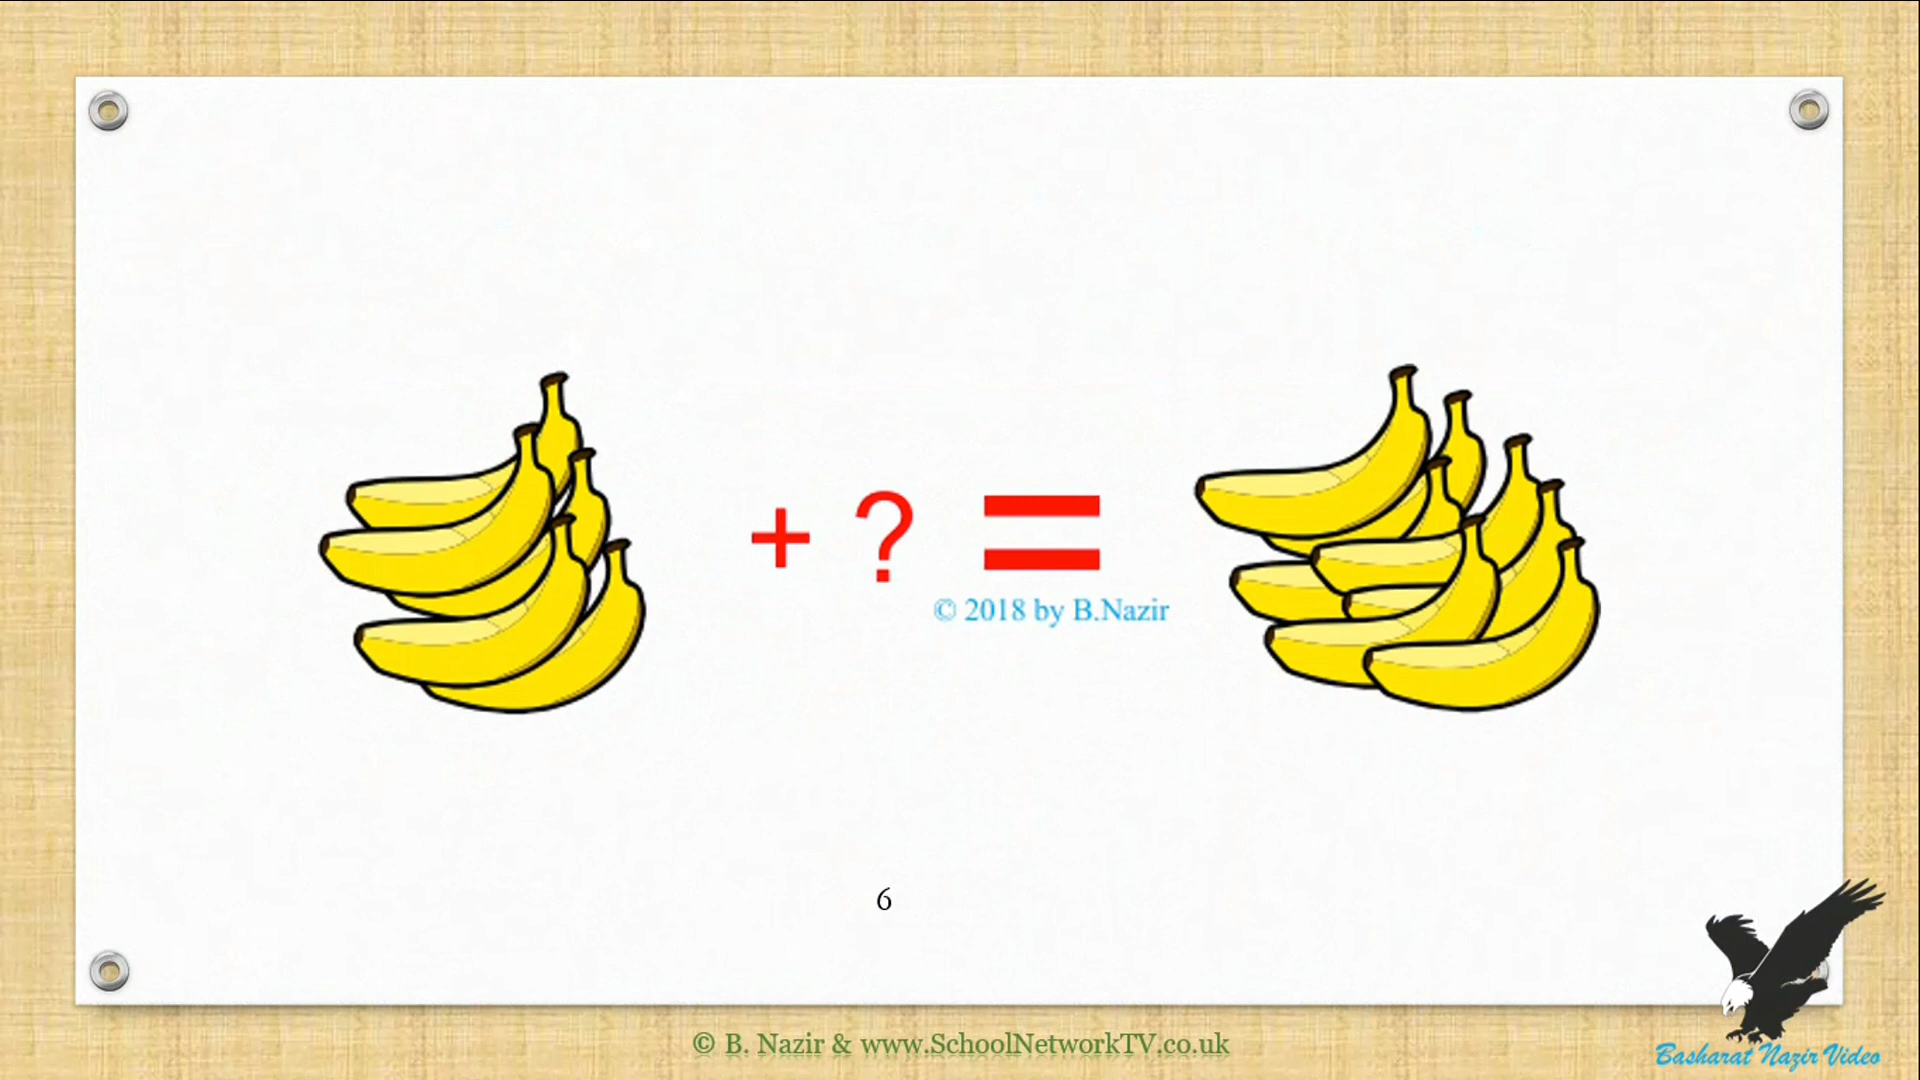 + ? =
© 2018 by B.Nazir
6
© B. Nazir & www.SchoolNetworkTV.co.uk
Basharat Nazir Video